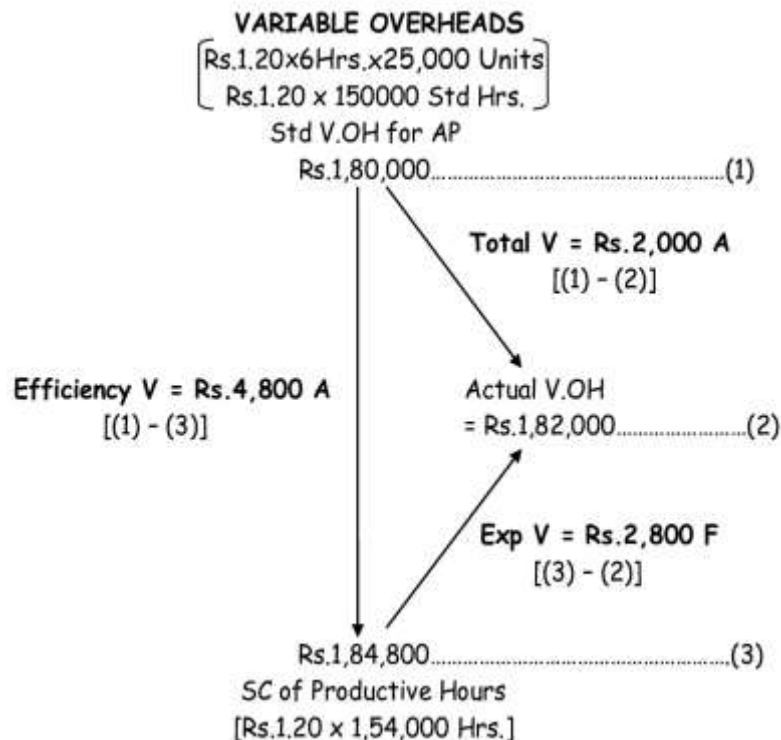 VARIABLE OVERHEADS
Rs.1.20x6Hrs.x25,000 Units
Rs.1.20 x 150000 Std Hrs.
Std V.OH for AP
Rs.1,80,000..........................................................(1)
Total V = Rs.2,000 A
[(1) – (2)]
Efficiency V = Rs.4,800 A
[(1) – (3)]
Actual V.OH
= Rs.1,82,000.........................(2)
Exp V = Rs.2,800 F
[(3) – (2)]
Rs.1,84,800..........................................................(3)
SC of Productive Hours
[Rs.1.20 x 1,54,000 Hrs.]